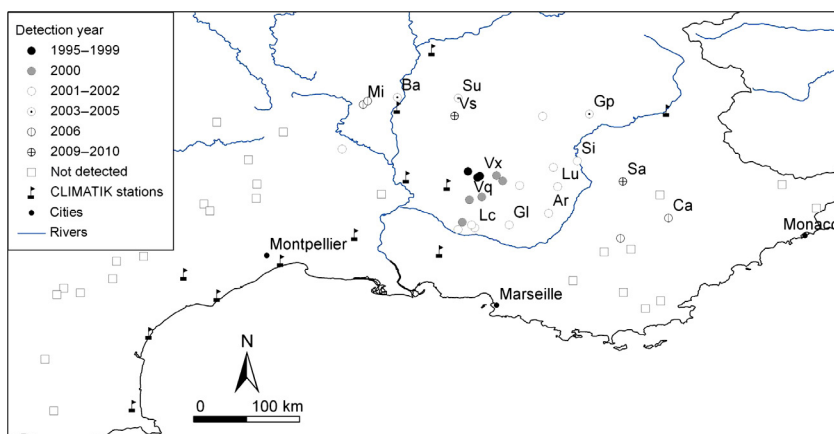 Detection year
1995–1999
2000
2001–2002
2003–2005
2006
2009–2010
Not detected
CLIMATIK stations
Cities
Rivers
Mi
Ba
Su
Vs
Gp
Vx
Si
Vq
Lu
Sa
Lc
Gl
Ar
Ca
Montpellier
Monaco
Marseille
N
0 100 km